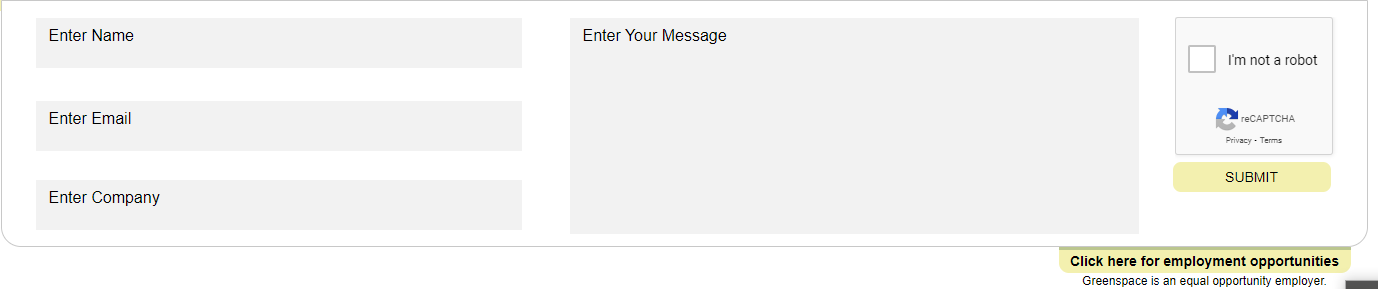 Enter Name
Enter Email
Enter Company
Enter Your Message
I'm not a robot
reCAPTCHA
Privacy - Terms
SUBMIT
Click here for employment opportunities
Greenspace is an equal opportunity employer.